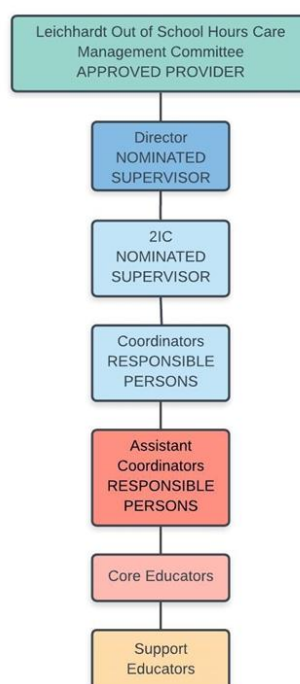 Leichhardt Out of School Hours Care
Management Committee
APPROVED PROVIDER
Director
NOMINATED
SUPERVISOR
2IC
NOMINATED
SUPERVISOR
Coordinators
RESPONSIBLE
PERSONS
Assistant
Coordinators
RESPONSIBLE
PERSONS
Core Educators
Support
Educators